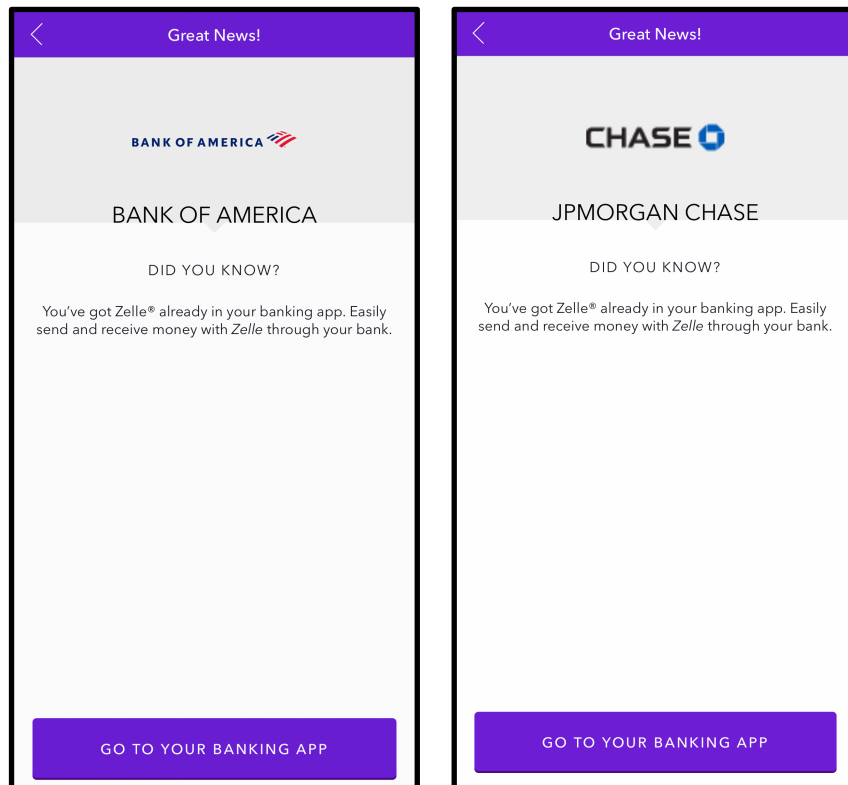 Great News!
BANK OF AMERICA
BANK OF AMERICA
DID YOU KNOW?
You've got Zelle® already in your banking app. Easily
send and receive money with Zelle through your bank.
GO TO YOUR BANKING APP
Great News!
CHASE
JPMORGAN CHASE
DID YOU KNOW?
You've got Zelle® already in your banking app. Easily
send and receive money with Zelle through your bank.
GO TO YOUR BANKING APP